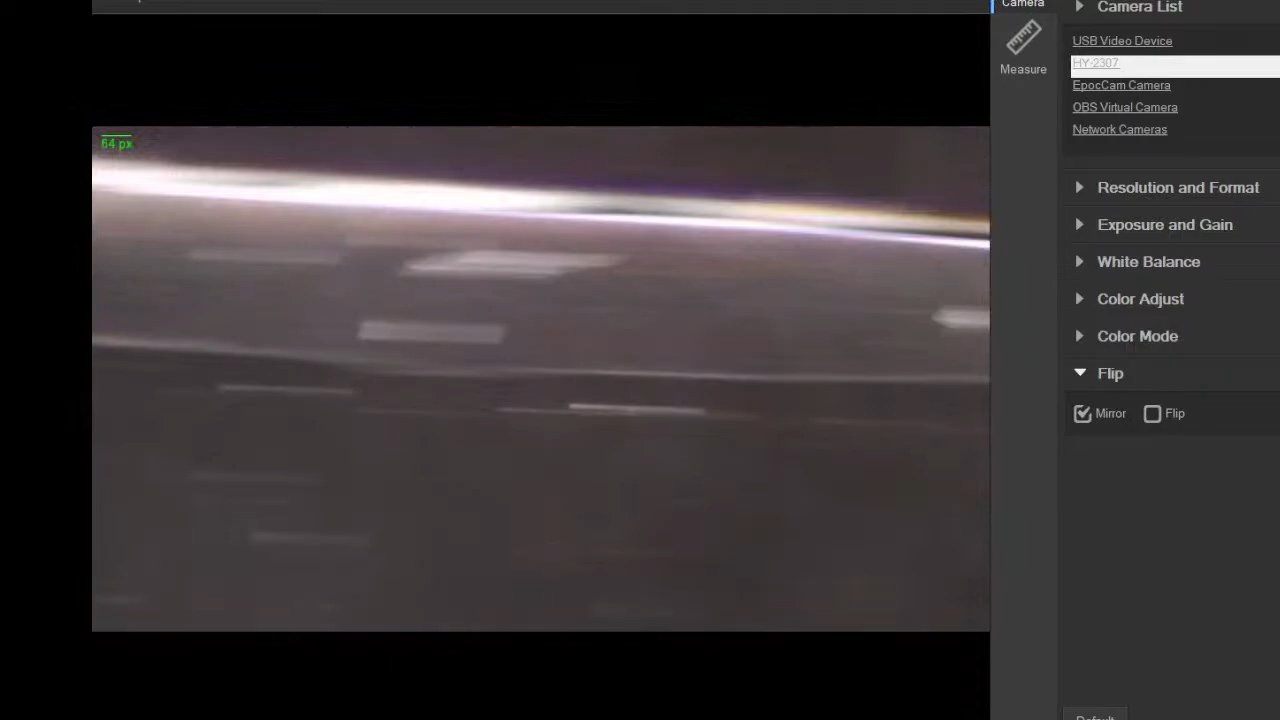 Camera
Measure
Camera List
USB Video Device
HY-2307
EpocCam Camera
OBS Virtual Camera
Network Cameras
Resolution and Format
Exposure and Gain
White Balance
Color Adjust
Color Mode
Flip
Mirror Flip
64 px
Default